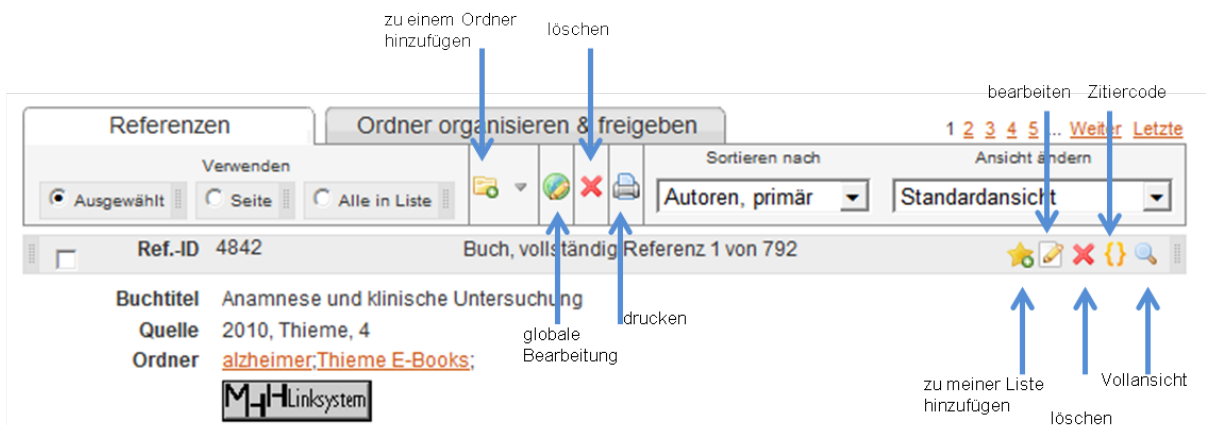 zu einem Ordner
hinzufügen
löschen
bearbeiten Zitiercode
Referenzen
Ordner organisieren & freigeben
1 2 3 4 5 ... Weiter Letzte
Verwenden
Sortieren nach
Ansicht ändern
Ausgewählt
Seite
Alle in Liste
Autoren, primär
Standardansicht
Ref.-ID 4842 Buch, vollständig Referenz 1 von 792
{}
Buchtitel Anamnese und klinische Untersuchung
Quelle 2010, Thieme, 4
Ordner alzheimer;Thieme E-Books;
MHH Linksystem
globale
Bearbeitung
drucken
zu meiner Liste
hinzufügen
löschen
Vollansicht